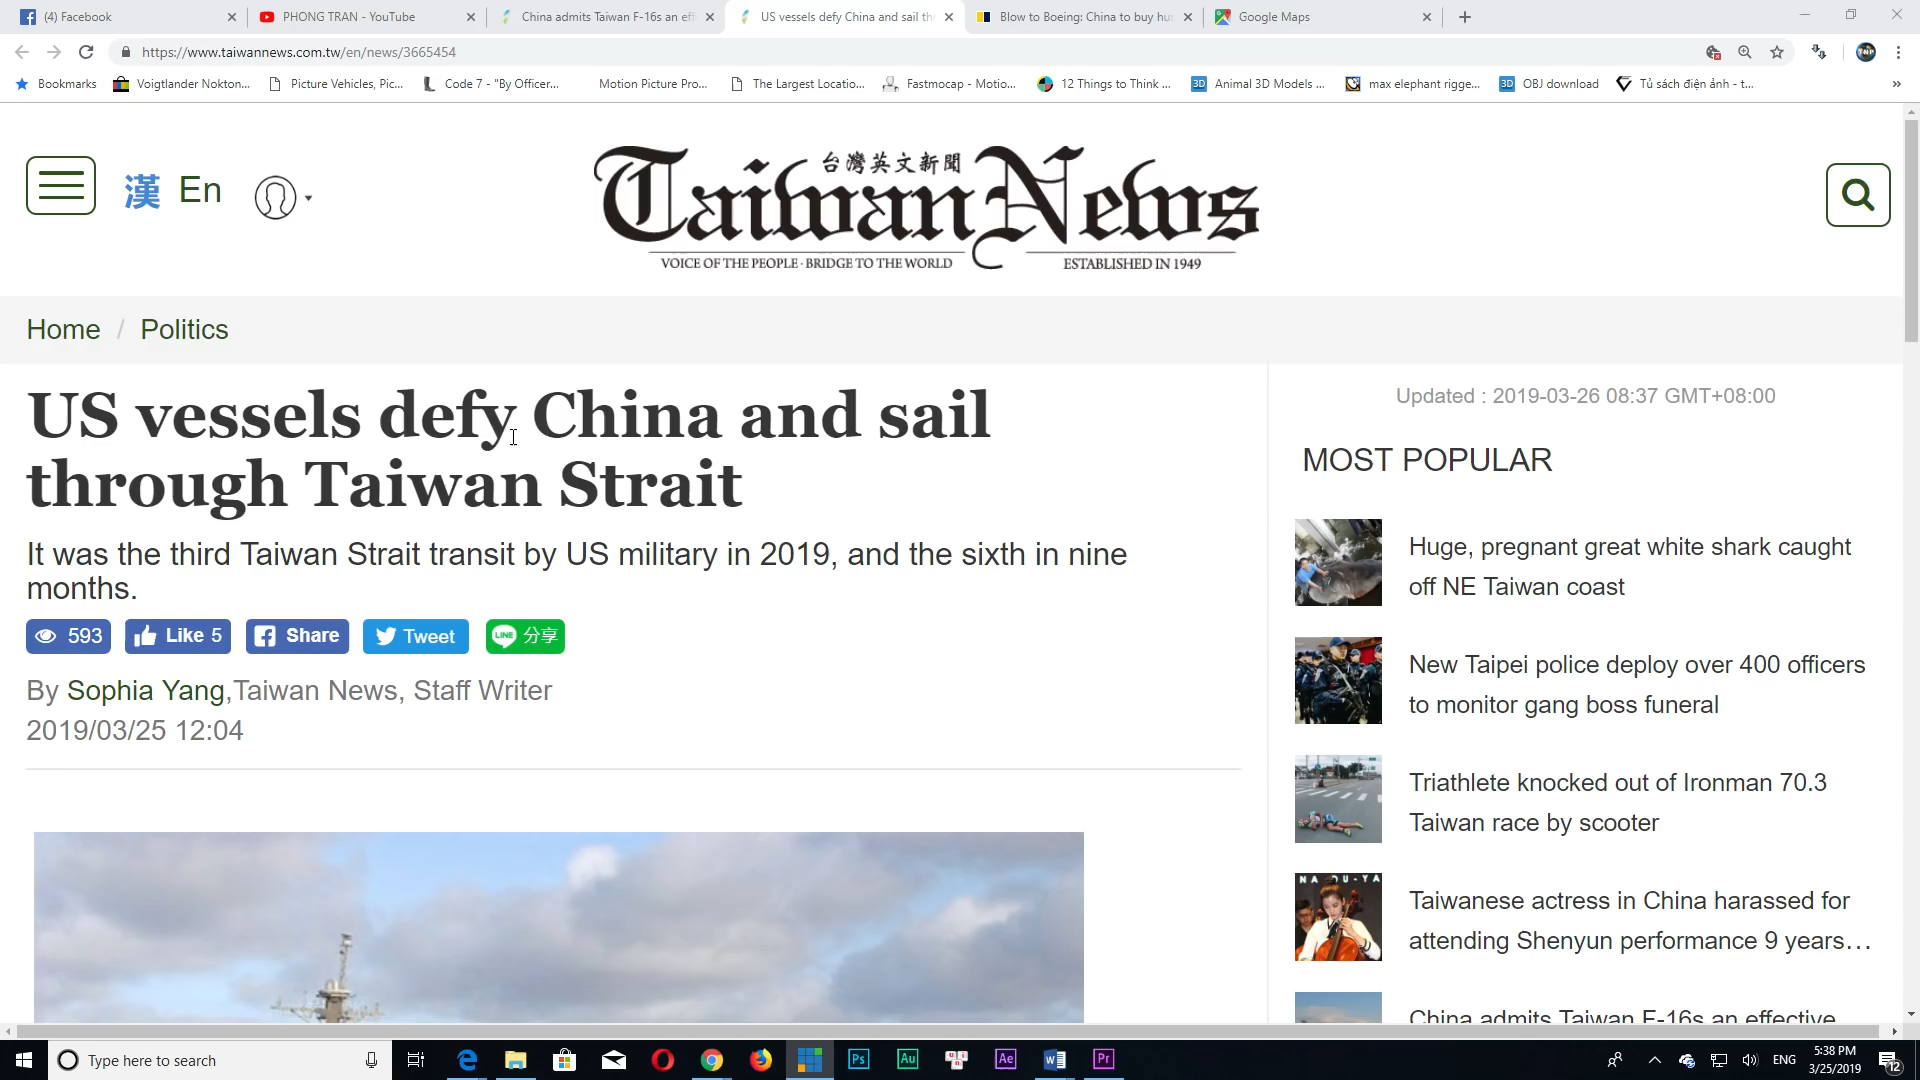 (4) Facebook
PHONG TRAN - YouTube
China admits Taiwan F-16s an eff
US vessels defy China and sail th
Blow to Boeing: China to buy hu
Google Maps
https://www.taiwannews.com.tw/en/news/3665454
Bookmarks
Voigtlander Nokton...
Picture Vehicles, Pic...
Code 7 - "By Officer...
Motion Picture Pro...
The Largest Locatio...
Fastmocap - Motio...
12 Things to Think ...
Animal 3D Models ...
max elephant rigge...
OBJ download
Tủ sách điện ảnh - t...
漢 En
台灣英文新聞
Taiwan News
VOICE OF THE PEOPLE · BRIDGE TO THE WORLD
ESTABLISHED IN 1949
Home / Politics
US vessels defy China and sail
through Taiwan Strait
It was the third Taiwan Strait transit by US military in 2019, and the sixth in nine
months.
593
Like 5
Share
Tweet
LINE 分享
By Sophia Yang,Taiwan News, Staff Writer
2019/03/25 12:04
Updated : 2019-03-26 08:37 GMT+08:00
MOST POPULAR
Huge, pregnant great white shark caught
off NE Taiwan coast
New Taipei police deploy over 400 officers
to monitor gang boss funeral
Triathlete knocked out of Ironman 70.3
Taiwan race by scooter
Taiwanese actress in China harassed for
attending Shenyun performance 9 years…
China admits Taiwan F-16s an effective
Type here to search
Ps
Au
Ae
Pr
ENG
5:38 PM
3/25/2019
12